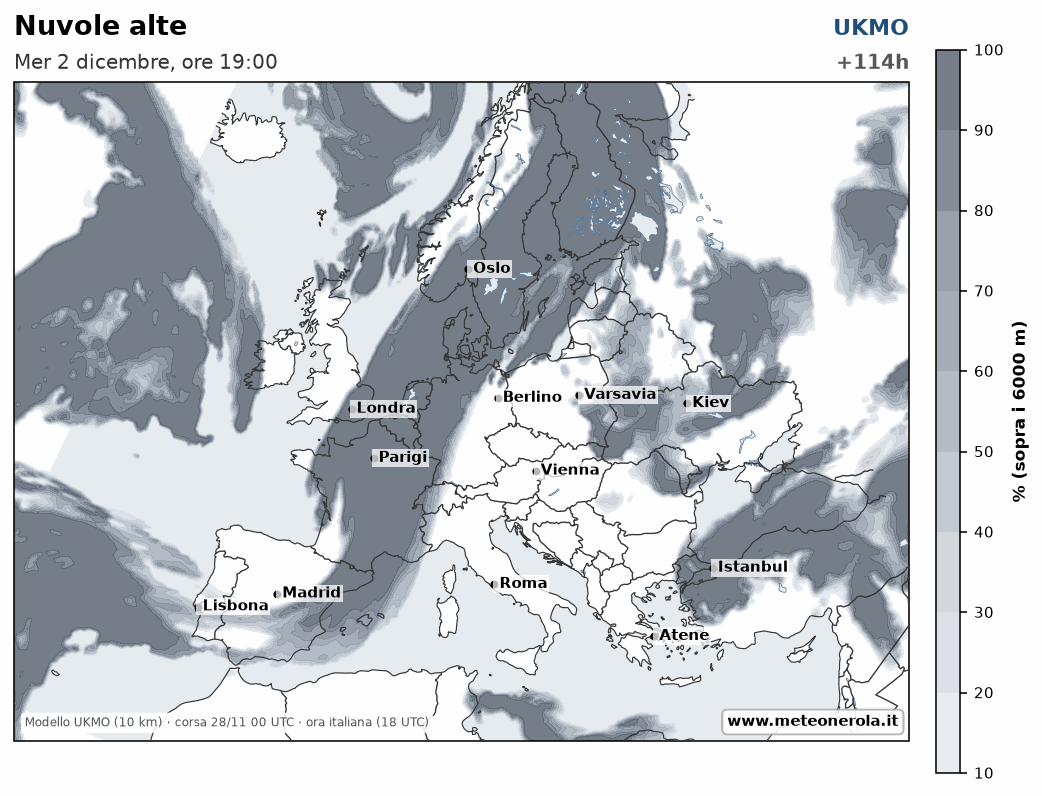 Nuvole alte
UKMO
Mer 2 dicembre, ore 19:00
+114h
100
90
80
70
60
50
40
30
20
10
% (sopra i 6000 m)
Oslo
Berlino
Varsavia
Kiev
Londra
Parigi
Vienna
Istanbul
Roma
Madrid
Lisbona
Atene
Modello UKMO (10 km) · corsa 28/11 00 UTC · ora italiana (18 UTC)
www.meteonerola.it